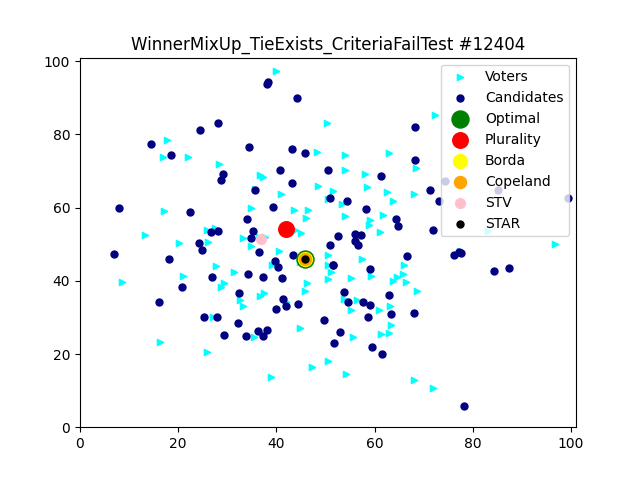 WinnerMixUp_TieExists_CriteriaFailTest #12404
100
80
60
40
20
0
0
20
40
60
80
100
Voters
Candidates
Optimal
Plurality
Borda
Copeland
STV
STAR